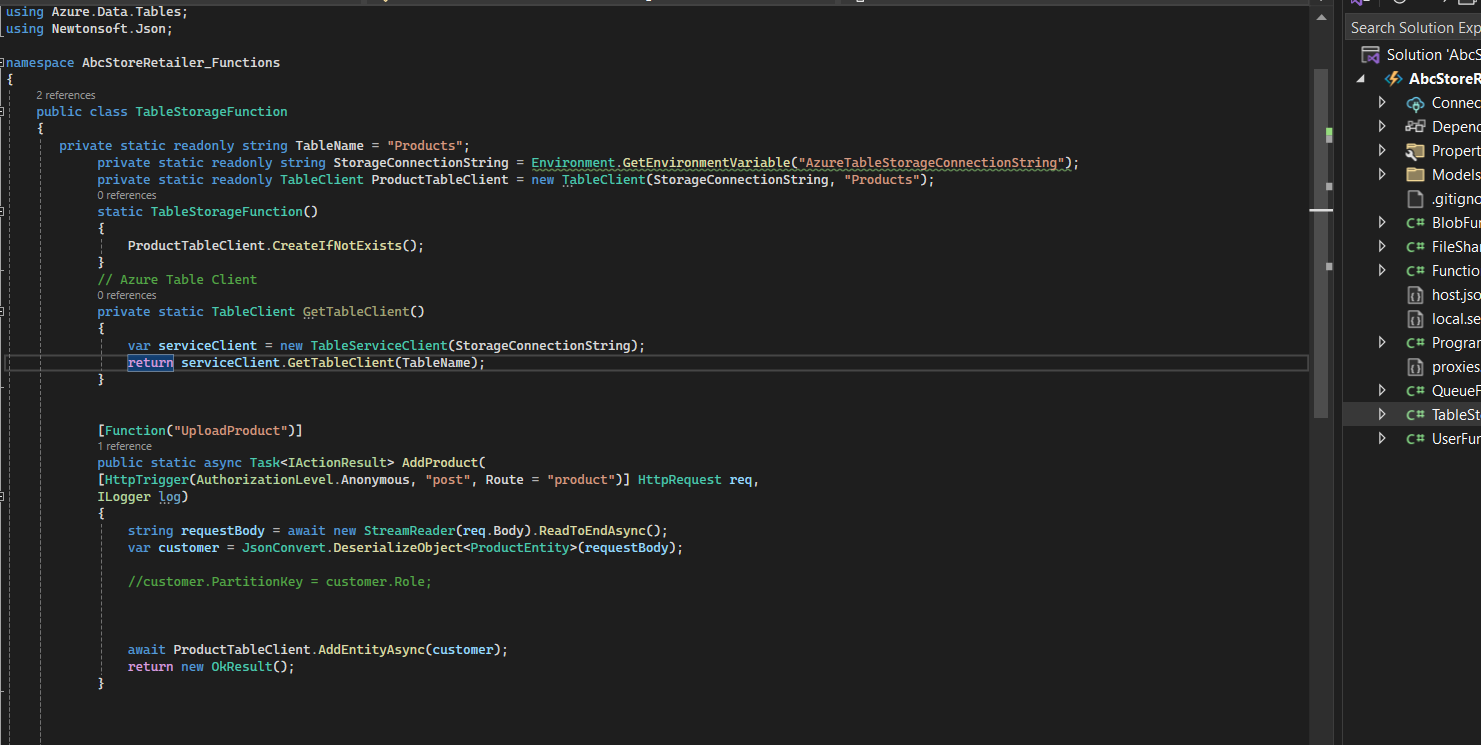 using Azure.Data.Tables;
using Newtonsoft.Json;
namespace AbcStoreRetailer_Functions
{
2 references
public class TableStorageFunction
{
private static readonly string TableName = "Products";
private static readonly string StorageConnectionString = Environment.GetEnvironmentVariable("AzureTableStorageConnectionString");
private static readonly TableClient ProductTableClient = new TableClient(StorageConnectionString, "Products");
0 references
static TableStorageFunction()
{
ProductTableClient.CreateIfNotExists();
}
// Azure Table Client
0 references
private static TableClient GetTableClient()
{
var serviceClient = new TableServiceClient(StorageConnectionString);
return serviceClient.GetTableClient(TableName);
}
[Function("UploadProduct")]
1 reference
public static async Task<IActionResult> AddProduct(
[HttpTrigger(AuthorizationLevel.Anonymous, "post", Route = "product")] HttpRequest req,
ILogger log)
{
string requestBody = await new StreamReader(req.Body).ReadToEndAsync();
var customer = JsonConvert.DeserializeObject<ProductEntity>(requestBody);
//customer.PartitionKey = customer.Role;
await ProductTableClient.AddEntityAsync(customer);
return new OkResult();
}
Search Solution Exp
Solution 'AbcS
AbcStoreR
Connec
Depend
Propert
Models
.gitigno
C# BlobFun
C# FileShar
C# Functio
host.jso
local.se
C# Program
proxies
C# QueueF
C# TableSt
C# UserFun